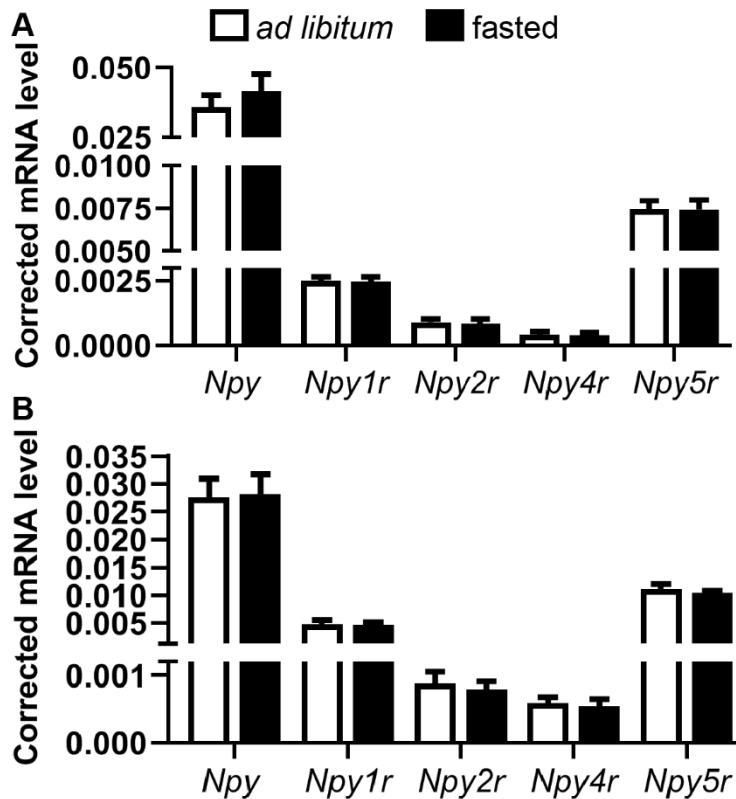 A
ad libitum fasted
Corrected mRNA level
0.050
0.025
0.0100
0.0075
0.0050
0.0025
0.0000
Npy Npy1r Npy2r Npy4r Npy5r
B
Corrected mRNA level
0.035
0.030
0.025
0.020
0.015
0.010
0.005
0.001
0.000
Npy Npy1r Npy2r Npy4r Npy5r